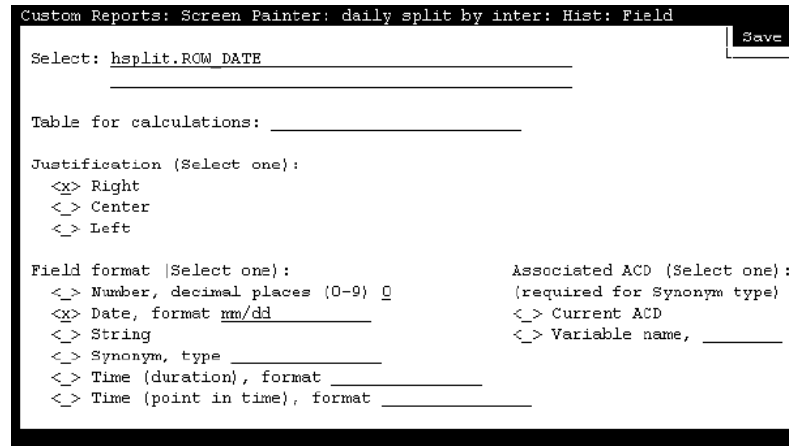 Custom Reports: Screen Painter: daily split by inter: Hist: Field
Save
Select: hsplit.ROW_DATE
Table for calculations:
Justification (Select one):
<x> Right
<_> Center
<_> Left
Field format |Select one):
Associated ACD (Select one):
<_> Number, decimal places (0-9) 0
(required for Synonym type)
<x> Date, format mm/dd
<_> Current ACD
<_> String
<_> Variable name,
<_> Synonym, type
<_> Time (duration), format
<_> Time (point in time), format